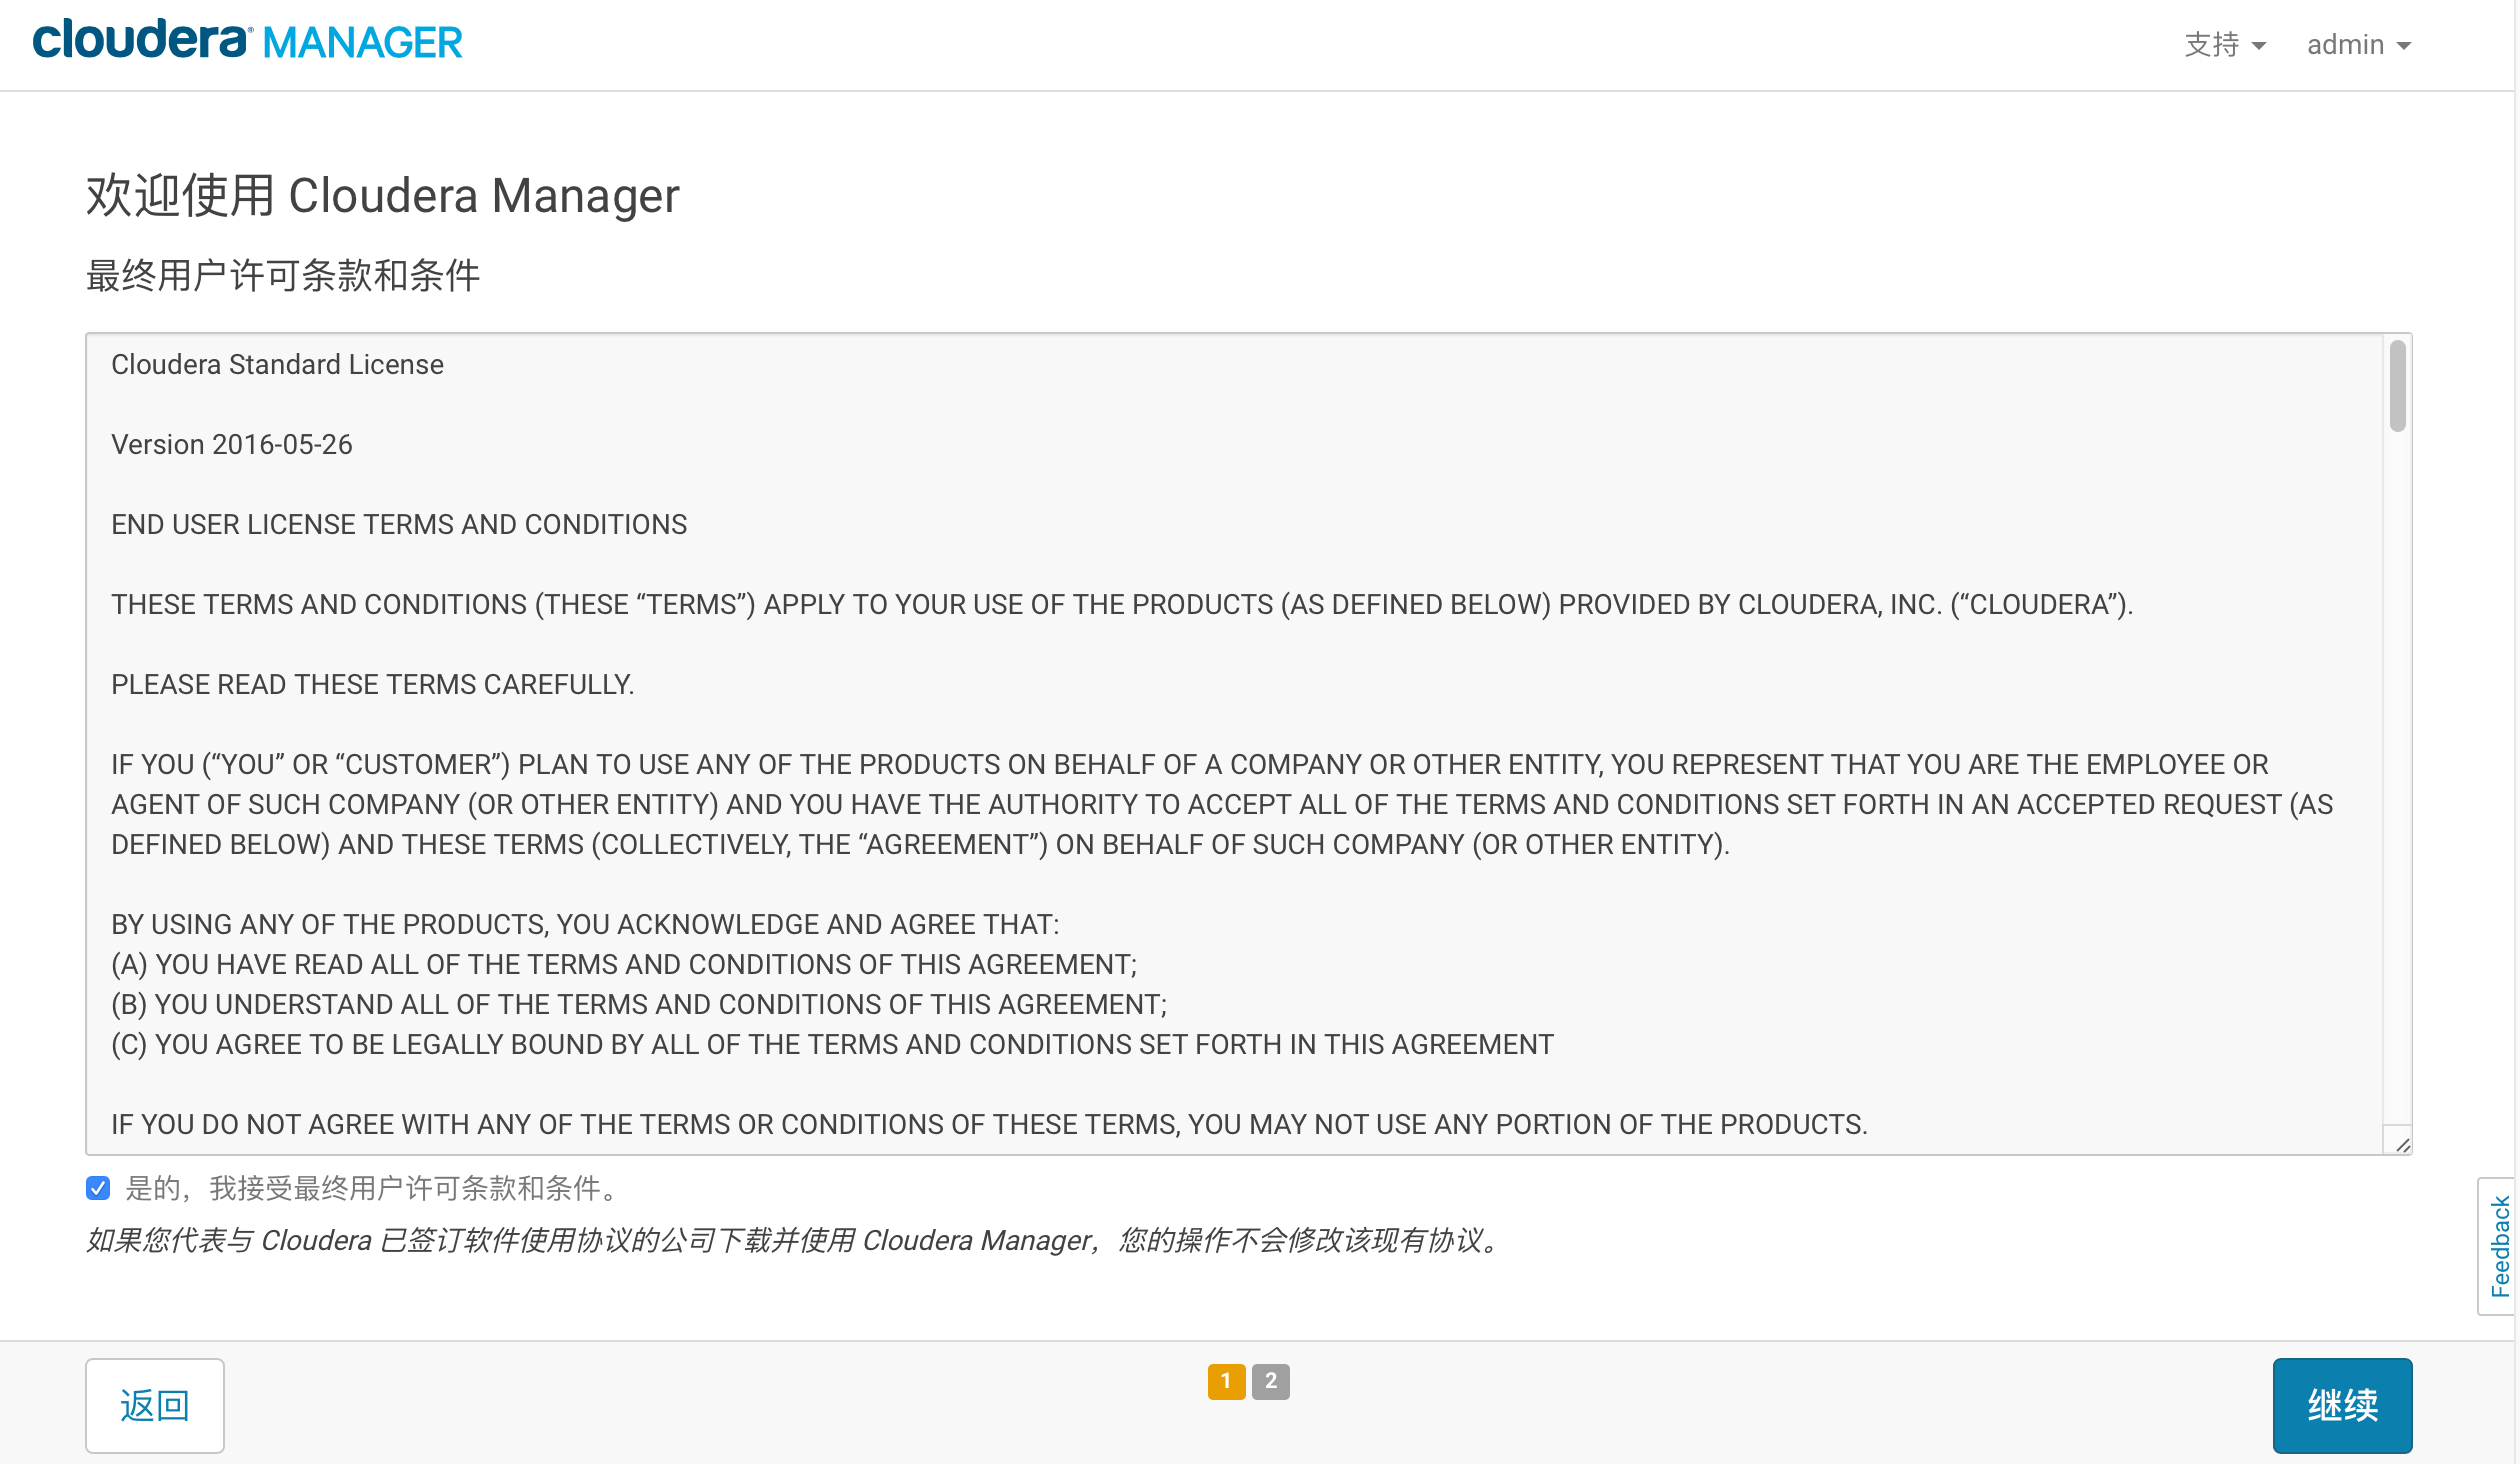 cloudera® MANAGER
支持 admin
欢迎使用 Cloudera Manager
最终用户许可条款和条件
Cloudera Standard License
Version 2016-05-26
END USER LICENSE TERMS AND CONDITIONS
THESE TERMS AND CONDITIONS (THESE “TERMS”) APPLY TO YOUR USE OF THE PRODUCTS (AS DEFINED BELOW) PROVIDED BY CLOUDERA, INC. (“CLOUDERA”).
PLEASE READ THESE TERMS CAREFULLY.
IF YOU (“YOU” OR “CUSTOMER”) PLAN TO USE ANY OF THE PRODUCTS ON BEHALF OF A COMPANY OR OTHER ENTITY, YOU REPRESENT THAT YOU ARE THE EMPLOYEE OR
AGENT OF SUCH COMPANY (OR OTHER ENTITY) AND YOU HAVE THE AUTHORITY TO ACCEPT ALL OF THE TERMS AND CONDITIONS SET FORTH IN AN ACCEPTED REQUEST (AS
DEFINED BELOW) AND THESE TERMS (COLLECTIVELY, THE “AGREEMENT”) ON BEHALF OF SUCH COMPANY (OR OTHER ENTITY).
BY USING ANY OF THE PRODUCTS, YOU ACKNOWLEDGE AND AGREE THAT:
(A) YOU HAVE READ ALL OF THE TERMS AND CONDITIONS OF THIS AGREEMENT;
(B) YOU UNDERSTAND ALL OF THE TERMS AND CONDITIONS OF THIS AGREEMENT;
(C) YOU AGREE TO BE LEGALLY BOUND BY ALL OF THE TERMS AND CONDITIONS SET FORTH IN THIS AGREEMENT
IF YOU DO NOT AGREE WITH ANY OF THE TERMS OR CONDITIONS OF THESE TERMS, YOU MAY NOT USE ANY PORTION OF THE PRODUCTS.
是的，我接受最终用户许可条款和条件。
如果您代表与 Cloudera 已签订软件使用协议的公司下载并使用 Cloudera Manager，您的操作不会修改该现有协议。
Feedback
返回 1 2 继续